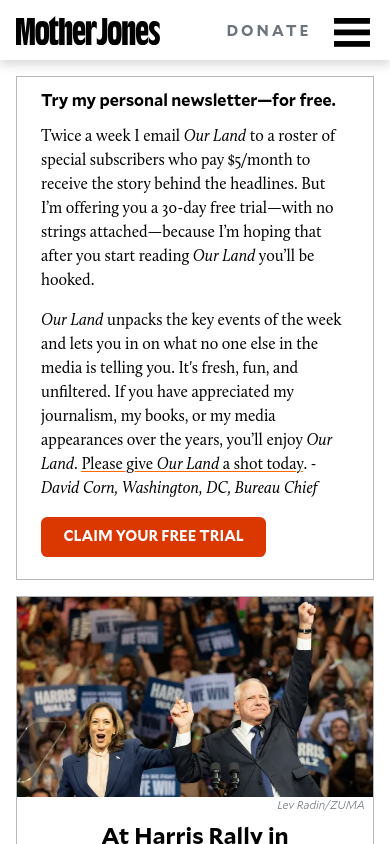 Mother Jones
DONATE
Try my personal newsletter—for free.
Twice a week I email Our Land to a roster of
special subscribers who pay $5/month to
receive the story behind the headlines. But
I'm offering you a 30-day free trial—with no
strings attached—because I'm hoping that
after you start reading Our Land you'll be
hooked.
Our Land unpacks the key events of the week
and lets you in on what no one else in the
media is telling you. It's fresh, fun, and
unfiltered. If you have appreciated my
journalism, my books, or my media
appearances over the years, you'll enjoy Our
Land. Please give Our Land a shot today. -
David Corn, Washington, DC, Bureau Chief
CLAIM YOUR FREE TRIAL
HARRIS
WALZ
WE WIN
HARRIS
WALZ
WE WIN
Lev Radin/ZUMA
At Harris Rally in